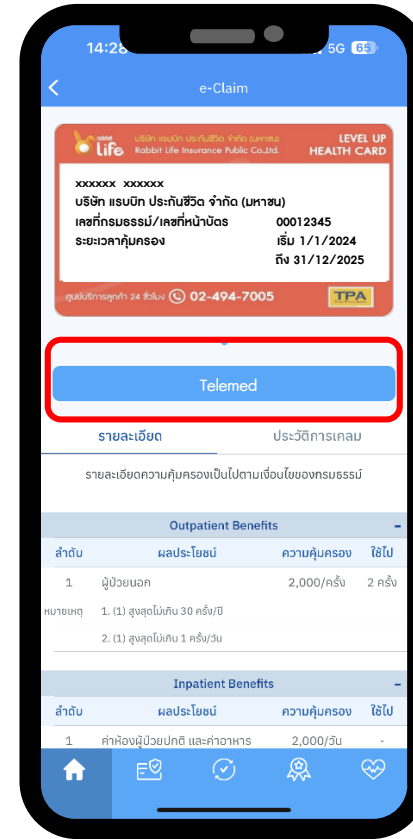 14:28
5G 65
e-Claim
rabbit Life
บริษัท แรบบิท ประกันชีวิต จำกัด (มหาชน)
Rabbit Life Insurance Public Co.,Ltd.
LEVEL UP
HEALTH CARD
xxxxxx xxxxxx
บริษัท แรบบิท ประกันชีวิต จำกัด (มหาชน)
เลขที่กรมธรรม์/เลขที่หน้าบัตร 00012345
ระยะเวลาคุ้มครอง เริ่ม 1/1/2024
ถึง 31/12/2025
ศูนย์บริการลูกค้า 24 ชั่วโมง 02-494-7005 TPA
Telemed
รายละเอียด ประวัติการเคลม
รายละเอียดความคุ้มครองเป็นไปตามเงื่อนไขของกรมธรรม์
Outpatient Benefits -
ลำดับ ผลประโยชน์ ความคุ้มครอง ใช้ไป
1 ผู้ป่วยนอก 2,000/ครั้ง 2 ครั้ง
หมายเหตุ 1. (1) สูงสุดไม่เกิน 30 ครั้ง/ปี
2. (1) สูงสุดไม่เกิน 1 ครั้ง/วัน
Inpatient Benefits -
ลำดับ ผลประโยชน์ ความคุ้มครอง ใช้ไป
1 ค่าห้องผู้ป่วยปกติ และค่าอาหาร 2,000/วัน -